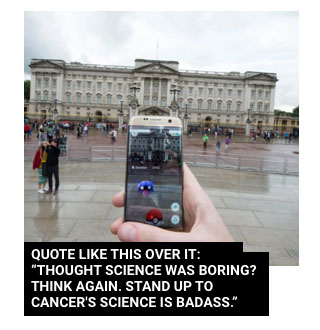 QUOTE LIKE THIS OVER IT:
“THOUGHT SCIENCE WAS BORING?
THINK AGAIN. STAND UP TO
CANCER'S SCIENCE IS BADASS.”